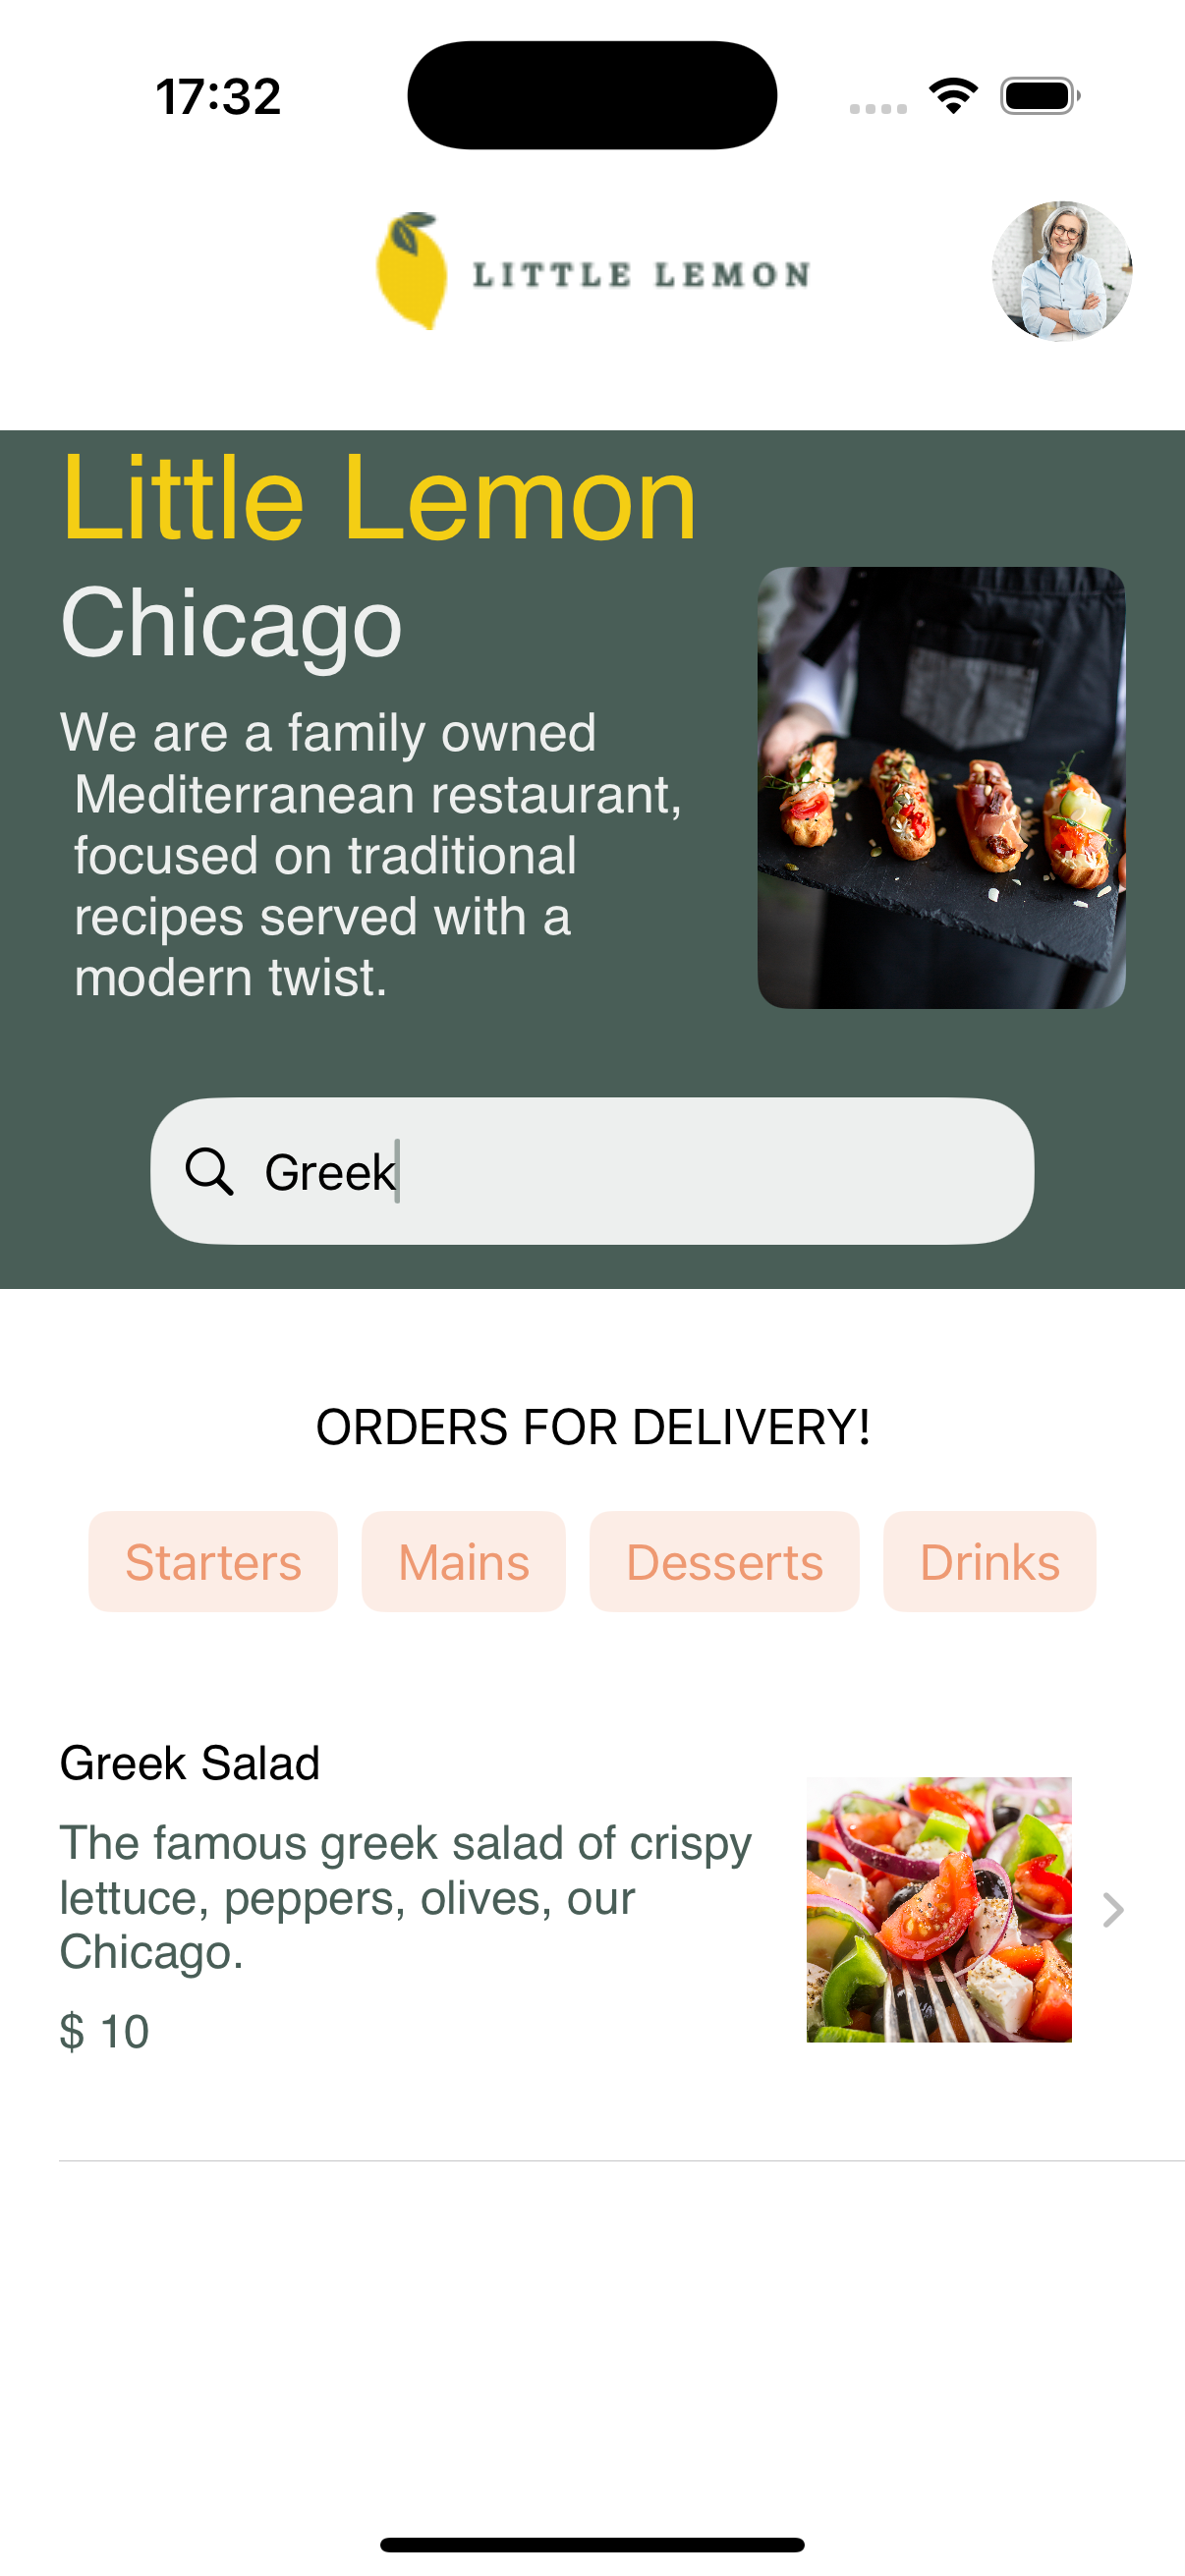 17:32
LITTLE LEMON
Little Lemon
Chicago
We are a family owned
Mediterranean restaurant,
focused on traditional
recipes served with a
modern twist.
Greek
ORDERS FOR DELIVERY!
Starters Mains Desserts Drinks
Greek Salad
The famous greek salad of crispy
lettuce, peppers, olives, our
Chicago.
$ 10